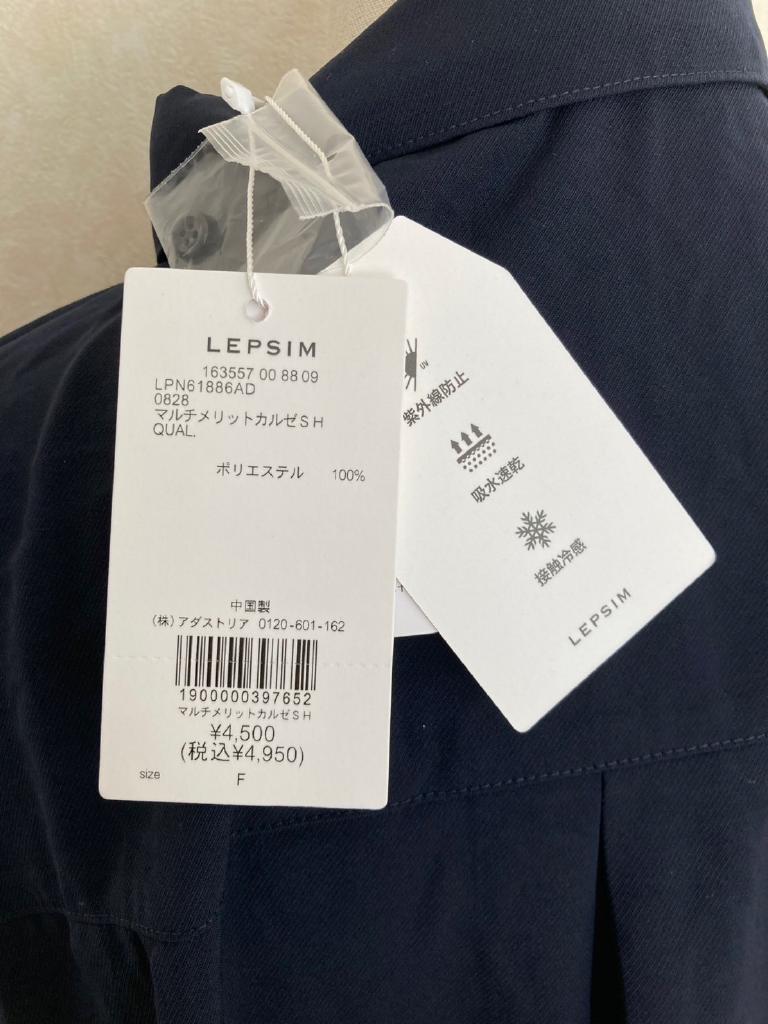 LEPSIM
163557 00 88 09
LPN61886AD
0828
マルチメリットカルゼSH
QUAL.
ポリエステル 100%
中国製
(株)アダストリア 0120-601-162
1900000397652
マルチメリットカルゼSH
¥4,500
(税込¥4,950)
size F
UV
紫外線防止
吸水速乾
接触冷感
LEPSIM